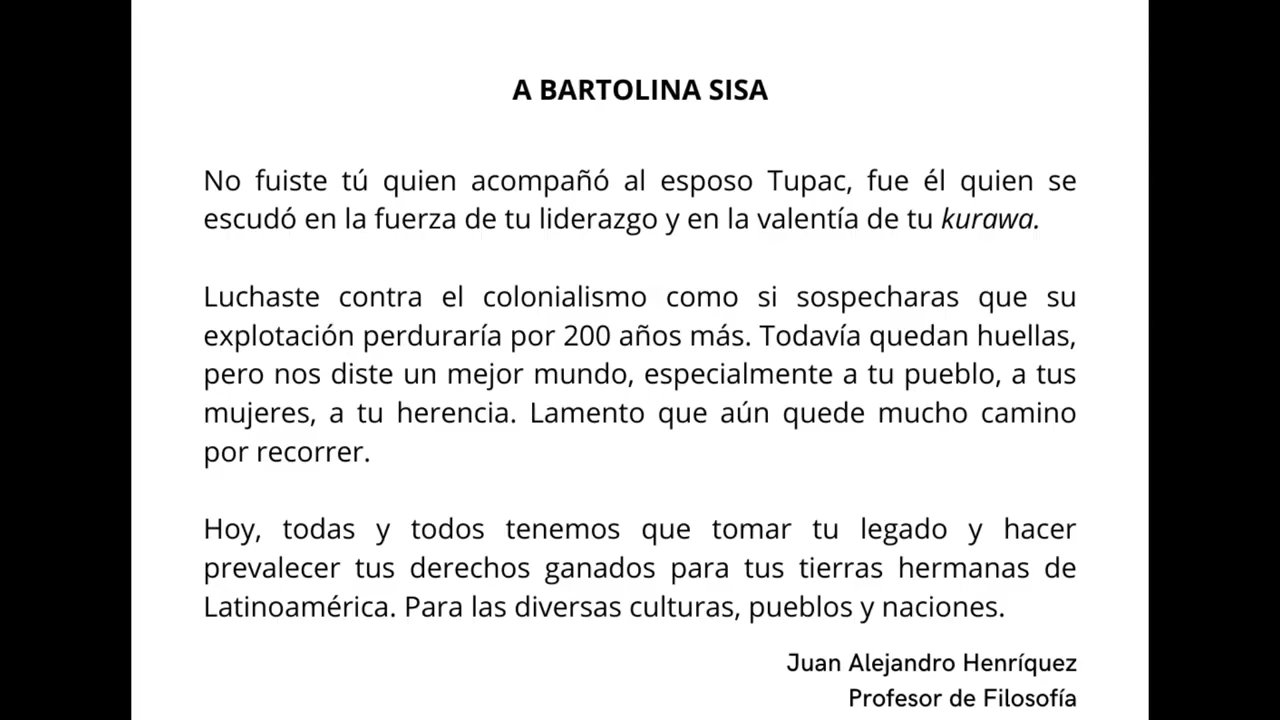 A BARTOLINA SISA
No fuiste tú quien acompañó al esposo Tupac, fue él quien se
escudó en la fuerza de tu liderazgo y en la valentía de tu kurawa.
Luchaste contra el colonialismo como si sospecharas que su
explotación perduraría por 200 años más. Todavía quedan huellas,
pero nos diste un mejor mundo, especialmente a tu pueblo, a tus
mujeres, a tu herencia. Lamento que aún quede mucho camino
por recorrer.
Hoy, todas y todos tenemos que tomar tu legado y hacer
prevalecer tus derechos ganados para tus tierras hermanas de
Latinoamérica. Para las diversas culturas, pueblos y naciones.
Juan Alejandro Henríquez
Profesor de Filosofía